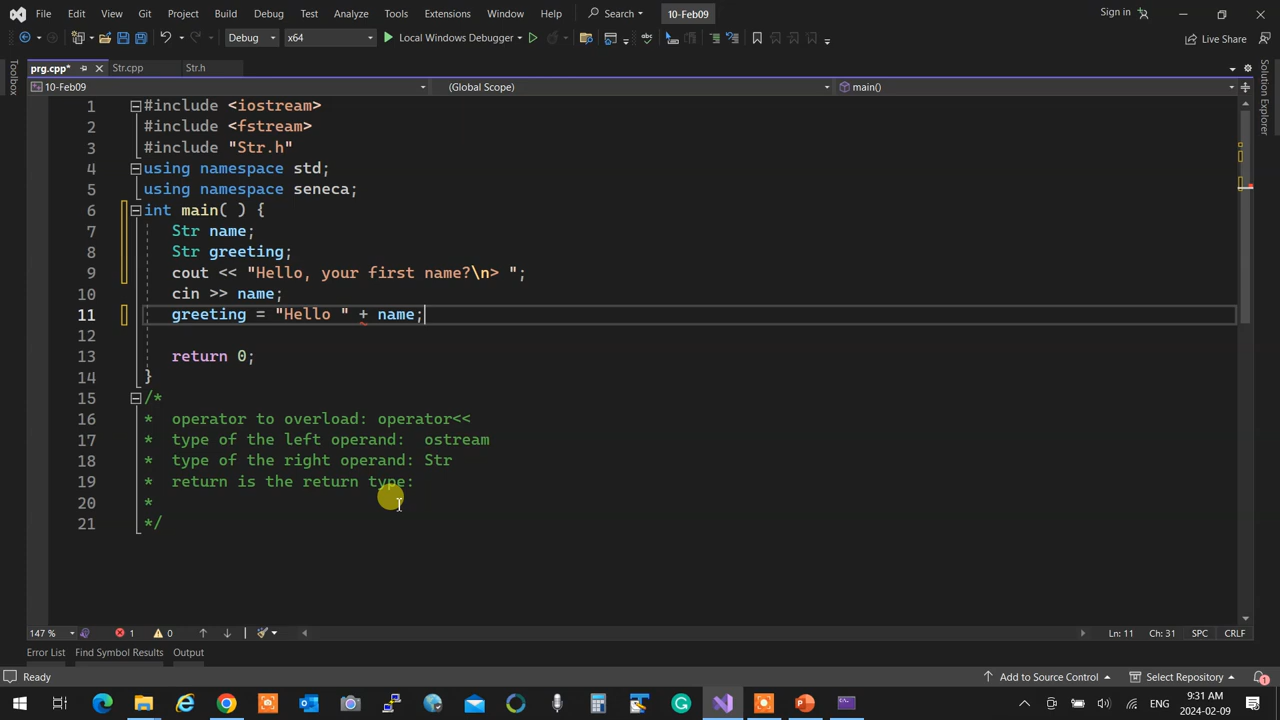 File Edit View Git Project Build Debug Test Analyze Tools Extensions Window Help Search 10-Feb09 Sign in
Debug x64 Local Windows Debugger Live Share
prg.cpp* Str.cpp Str.h
10-Feb09 (Global Scope) main()
Toolbox
Solution Explorer
1 #include <iostream>
2 #include <fstream>
3 #include "Str.h"
4 using namespace std;
5 using namespace seneca;
6 int main( ) {
7 Str name;
8 Str greeting;
9 cout << "Hello, your first name?\n> ";
10 cin >> name;
11 greeting = "Hello " + name;
12
13 return 0;
14 }
15 /*
16 * operator to overload: operator<<
17 * type of the left operand: ostream
18 * type of the right operand: Str
19 * return is the return type:
20 *
21 */
147 % 1 0 Ln: 11 Ch: 31 SPC CRLF
Error List Find Symbol Results Output
Ready Add to Source Control Select Repository 1
ENG 9:31 AM
2024-02-09